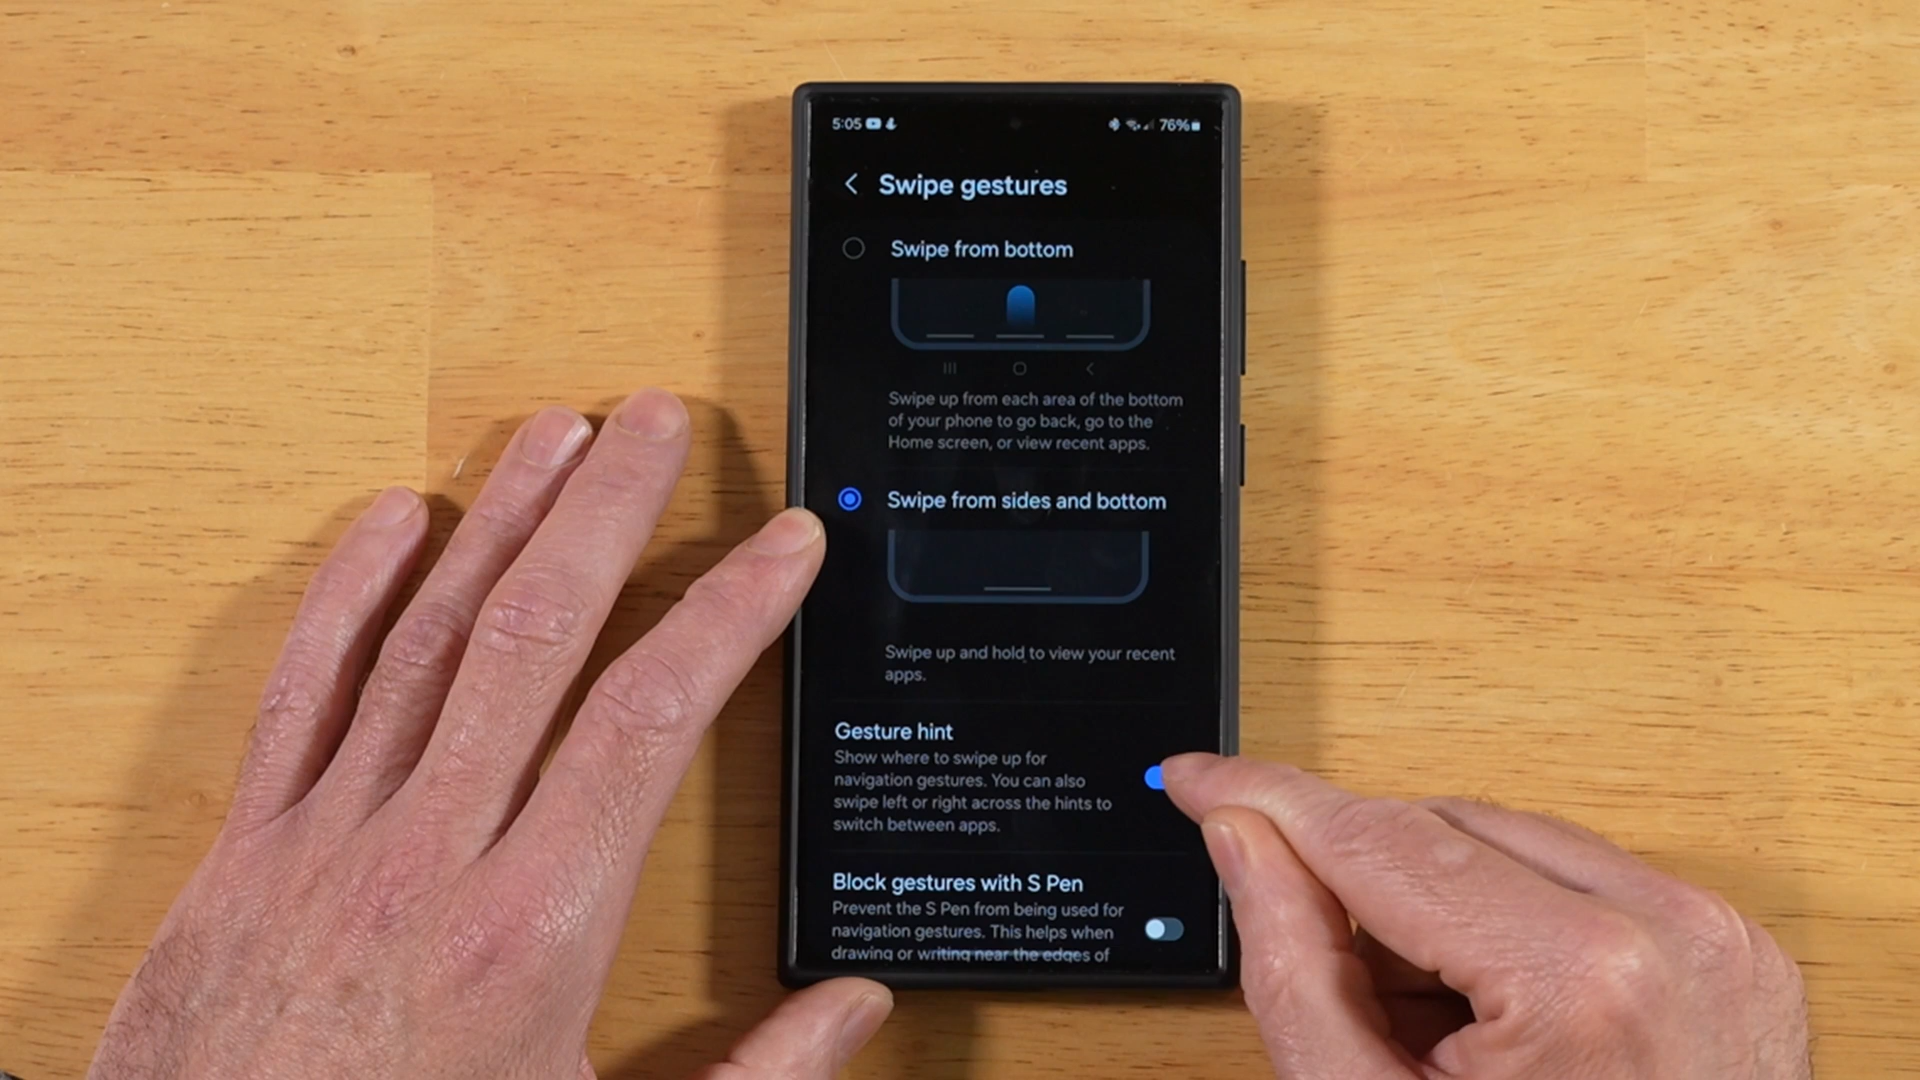 5:05
76%
Swipe gestures
Swipe from bottom
Swipe up from each area of the bottom
of your phone to go back, go to the
Home screen, or view recent apps.
Swipe from sides and bottom
Swipe up and hold to view your recent
apps.
Gesture hint
Show where to swipe up for
navigation gestures. You can also
swipe left or right across the hints to
switch between apps.
Block gestures with S Pen
Prevent the S Pen from being used for
navigation gestures. This helps when
drawing or writing near the edges of